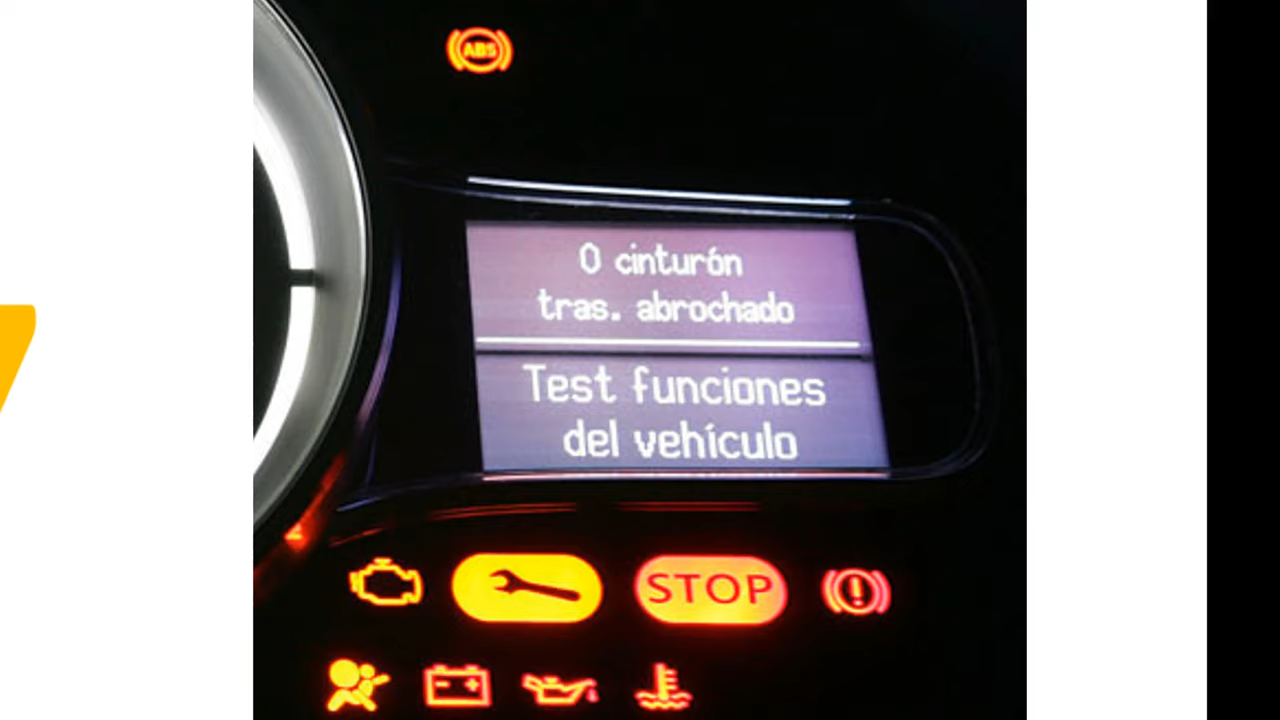 ABS
0 cinturón
tras. abrochado
Test funciones
del vehículo
STOP